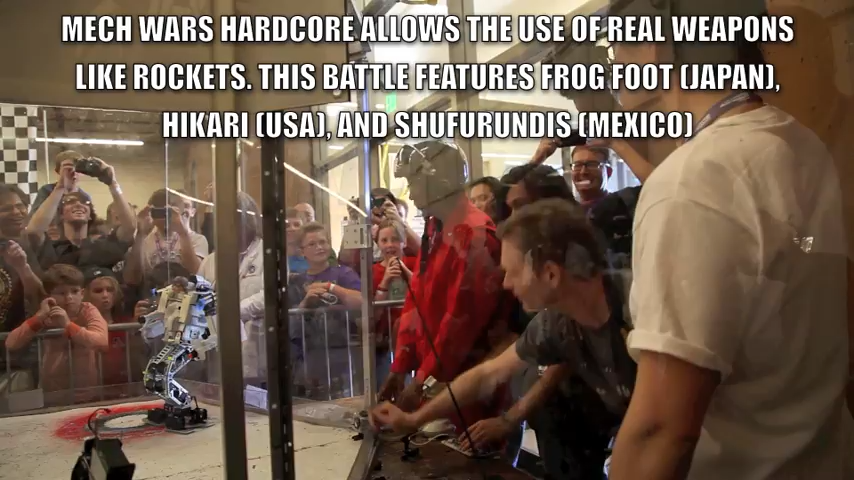 MECH WARS HARDCORE ALLOWS THE USE OF REAL WEAPONS
LIKE ROCKETS. THIS BATTLE FEATURES FROG FOOT (JAPAN),
HIKARI (USA), AND SHUFURUNDIS (MEXICO)